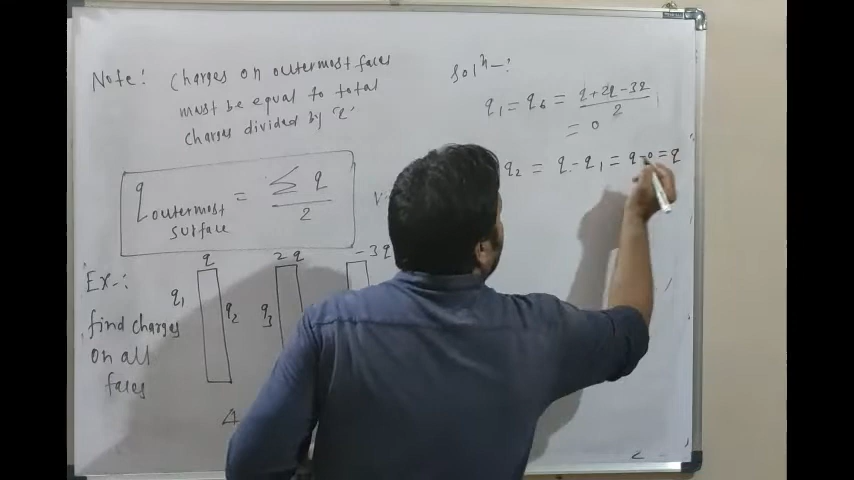 Note! Charges on outermost faces
must be equal to total
charges divided by '2'
q outermost surface = Σq / 2
Ex-:
find charges
on all
faces
q 2q -3q
q1 q2 q3
Sol^n-:
q1 = q6 = q+2q-3q / 2
= 0
q2 = q - q1 = q-0 = q